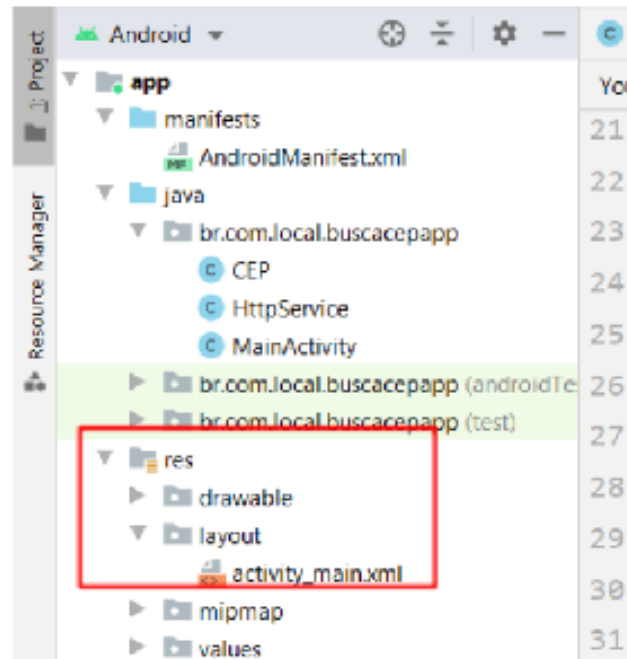 Android
1: Project
app
You
manifests
AndroidManifest.xml
java
br.com.local.buscacepapp
CEP
HttpService
MainActivity
br.com.local.buscacepapp (androidTe
br.com.local.buscacepapp (test)
res
drawable
layout
activity_main.xml
mipmap
values
Resource Manager
21
22
23
24
25
26
27
28
29
30
31